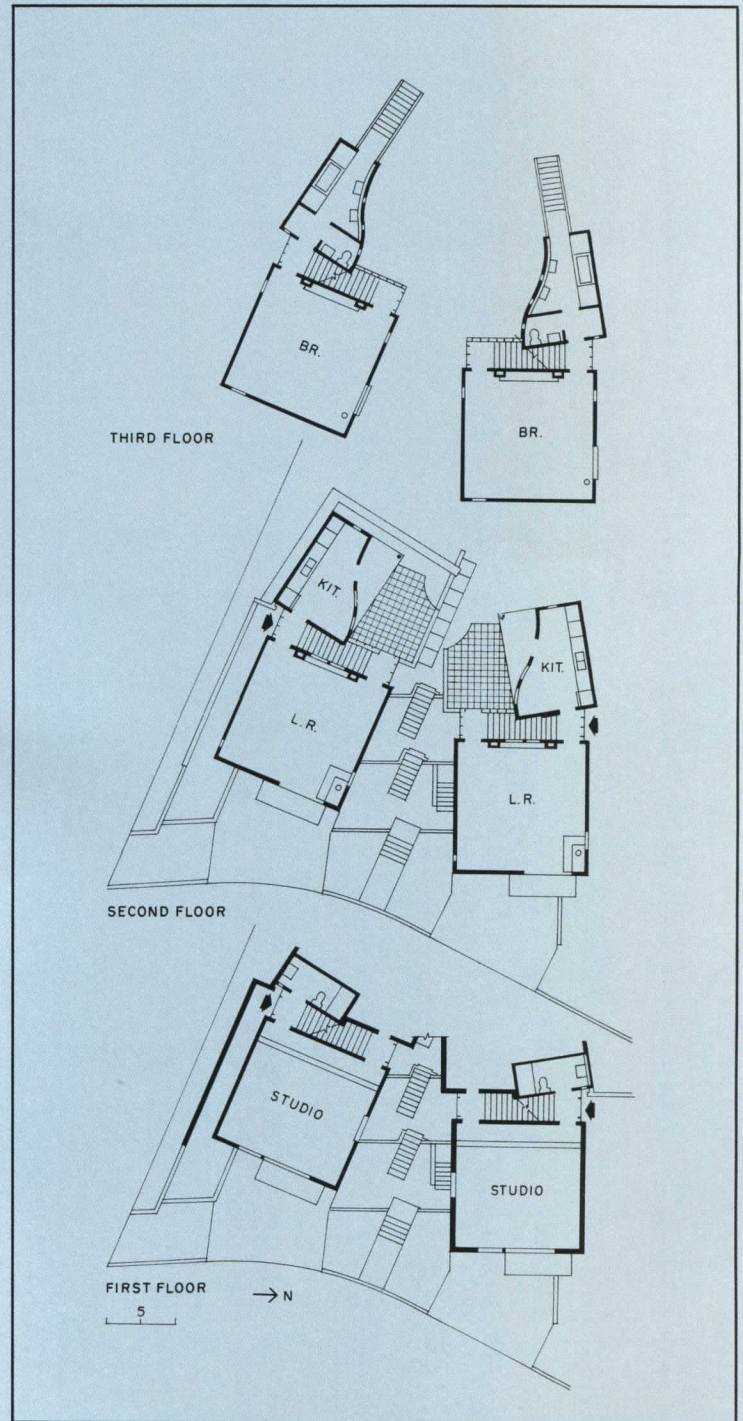 BR.
BR.
THIRD FLOOR
KIT.
KIT.
L.R.
L.R.
SECOND FLOOR
STUDIO
STUDIO
FIRST FLOOR
N
5